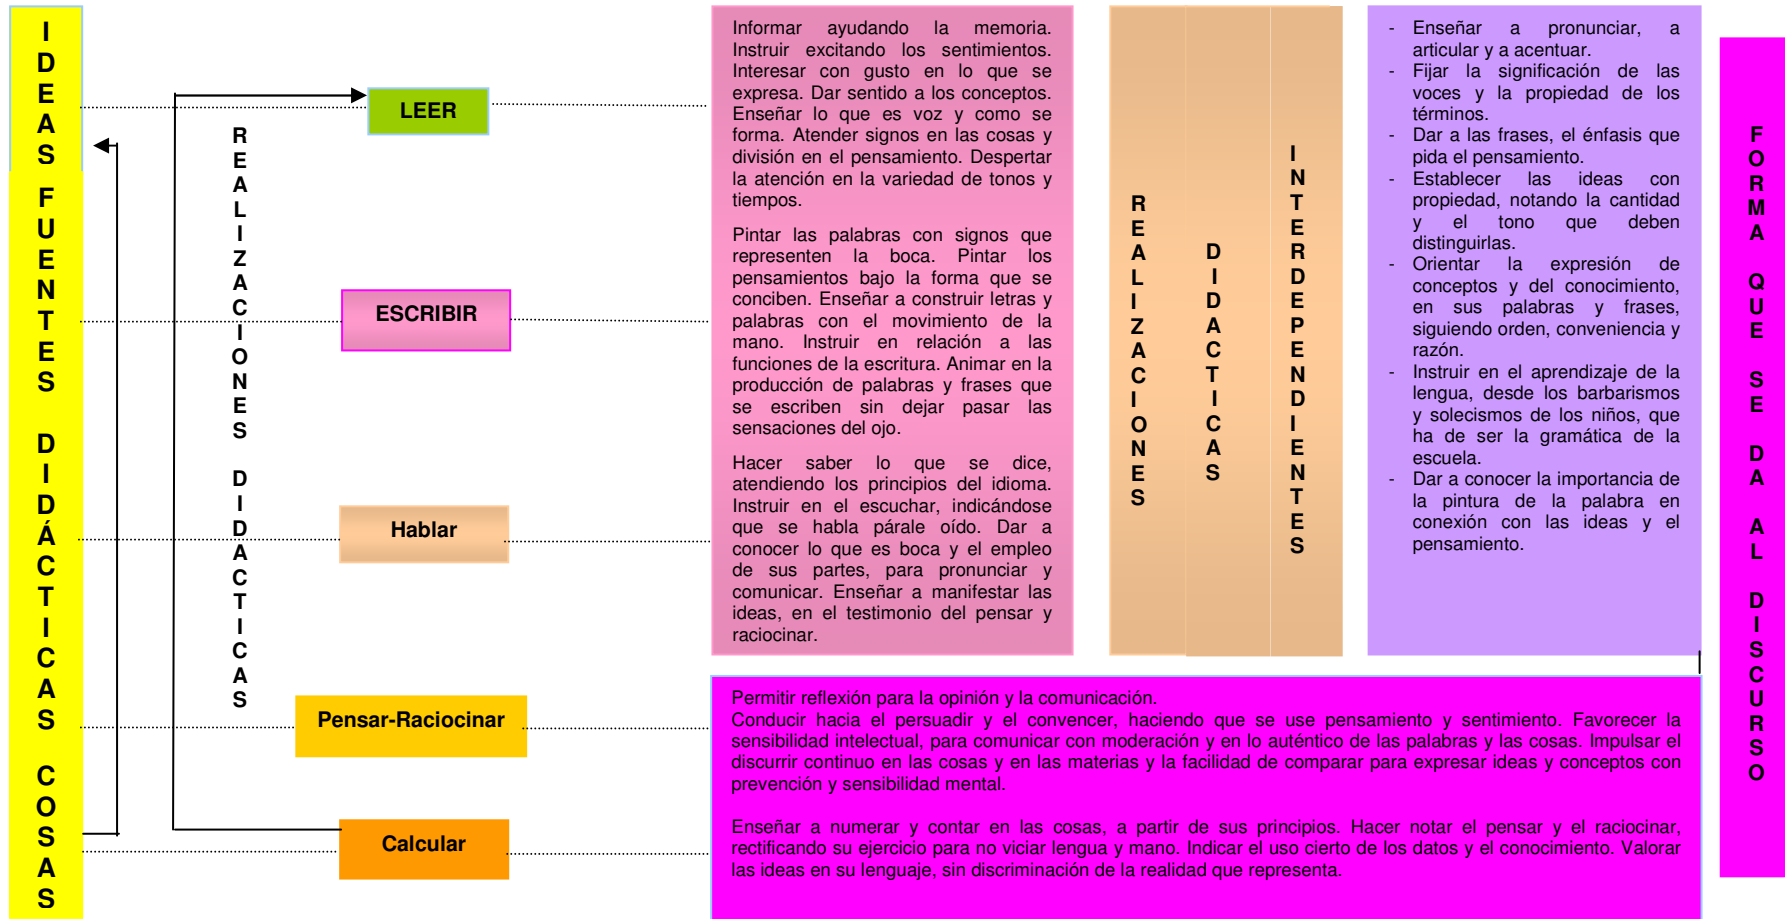 IDEAS FUENTES DIDÁCTICAS COSAS
REALIZACIONES DIDACTICAS
LEER
ESCRIBIR
Hablar
Pensar-Raciocinar
Calcular
Informar ayudando la memoria.
Instruir excitando los sentimientos.
Interesar con gusto en lo que se
expresa. Dar sentido a los conceptos.
Enseñar lo que es voz y como se
forma. Atender signos en las cosas y
división en el pensamiento. Despertar
la atención en la variedad de tonos y
tiempos.
Pintar las palabras con signos que
representen la boca. Pintar los
pensamientos bajo la forma que se
conciben. Enseñar a construir letras y
palabras con el movimiento de la
mano. Instruir en relación a las
funciones de la escritura. Animar en la
producción de palabras y frases que
se escriben sin dejar pasar las
sensaciones del ojo.
Hacer saber lo que se dice,
atendiendo los principios del idioma.
Instruir en el escuchar, indicándose
que se habla párale oído. Dar a
conocer lo que es boca y el empleo
de sus partes, para pronunciar y
comunicar. Enseñar a manifestar las
ideas, en el testimonio del pensar y
raciocinar.
REALIZACIONES
DIDACTICAS
INTERDEPENDIENTES
- Enseñar a pronunciar, a
articular y a acentuar.
- Fijar la significación de las
voces y la propiedad de los
términos.
- Dar a las frases, el énfasis que
pida el pensamiento.
- Establecer las ideas con
propiedad, notando la cantidad
y el tono que deben
distinguirlas.
- Orientar la expresión de
conceptos y del conocimiento,
en sus palabras y frases,
siguiendo orden, conveniencia y
razón.
- Instruir en el aprendizaje de la
lengua, desde los barbarismos
y solecismos de los niños, que
ha de ser la gramática de la
escuela.
- Dar a conocer la importancia de
la pintura de la palabra en
conexión con las ideas y el
pensamiento.
FORMA QUE SE DA AL DISCURSO
Permitir reflexión para la opinión y la comunicación.
Conducir hacia el persuadir y el convencer, haciendo que se use pensamiento y sentimiento. Favorecer la
sensibilidad intelectual, para comunicar con moderación y en lo auténtico de las palabras y las cosas. Impulsar el
discurrir continuo en las cosas y en las materias y la facilidad de comparar para expresar ideas y conceptos con
prevención y sensibilidad mental.
Enseñar a numerar y contar en las cosas, a partir de sus principios. Hacer notar el pensar y el raciocinar,
rectificando su ejercicio para no viciar lengua y mano. Indicar el uso cierto de los datos y el conocimiento. Valorar
las ideas en su lenguaje, sin discriminación de la realidad que representa.